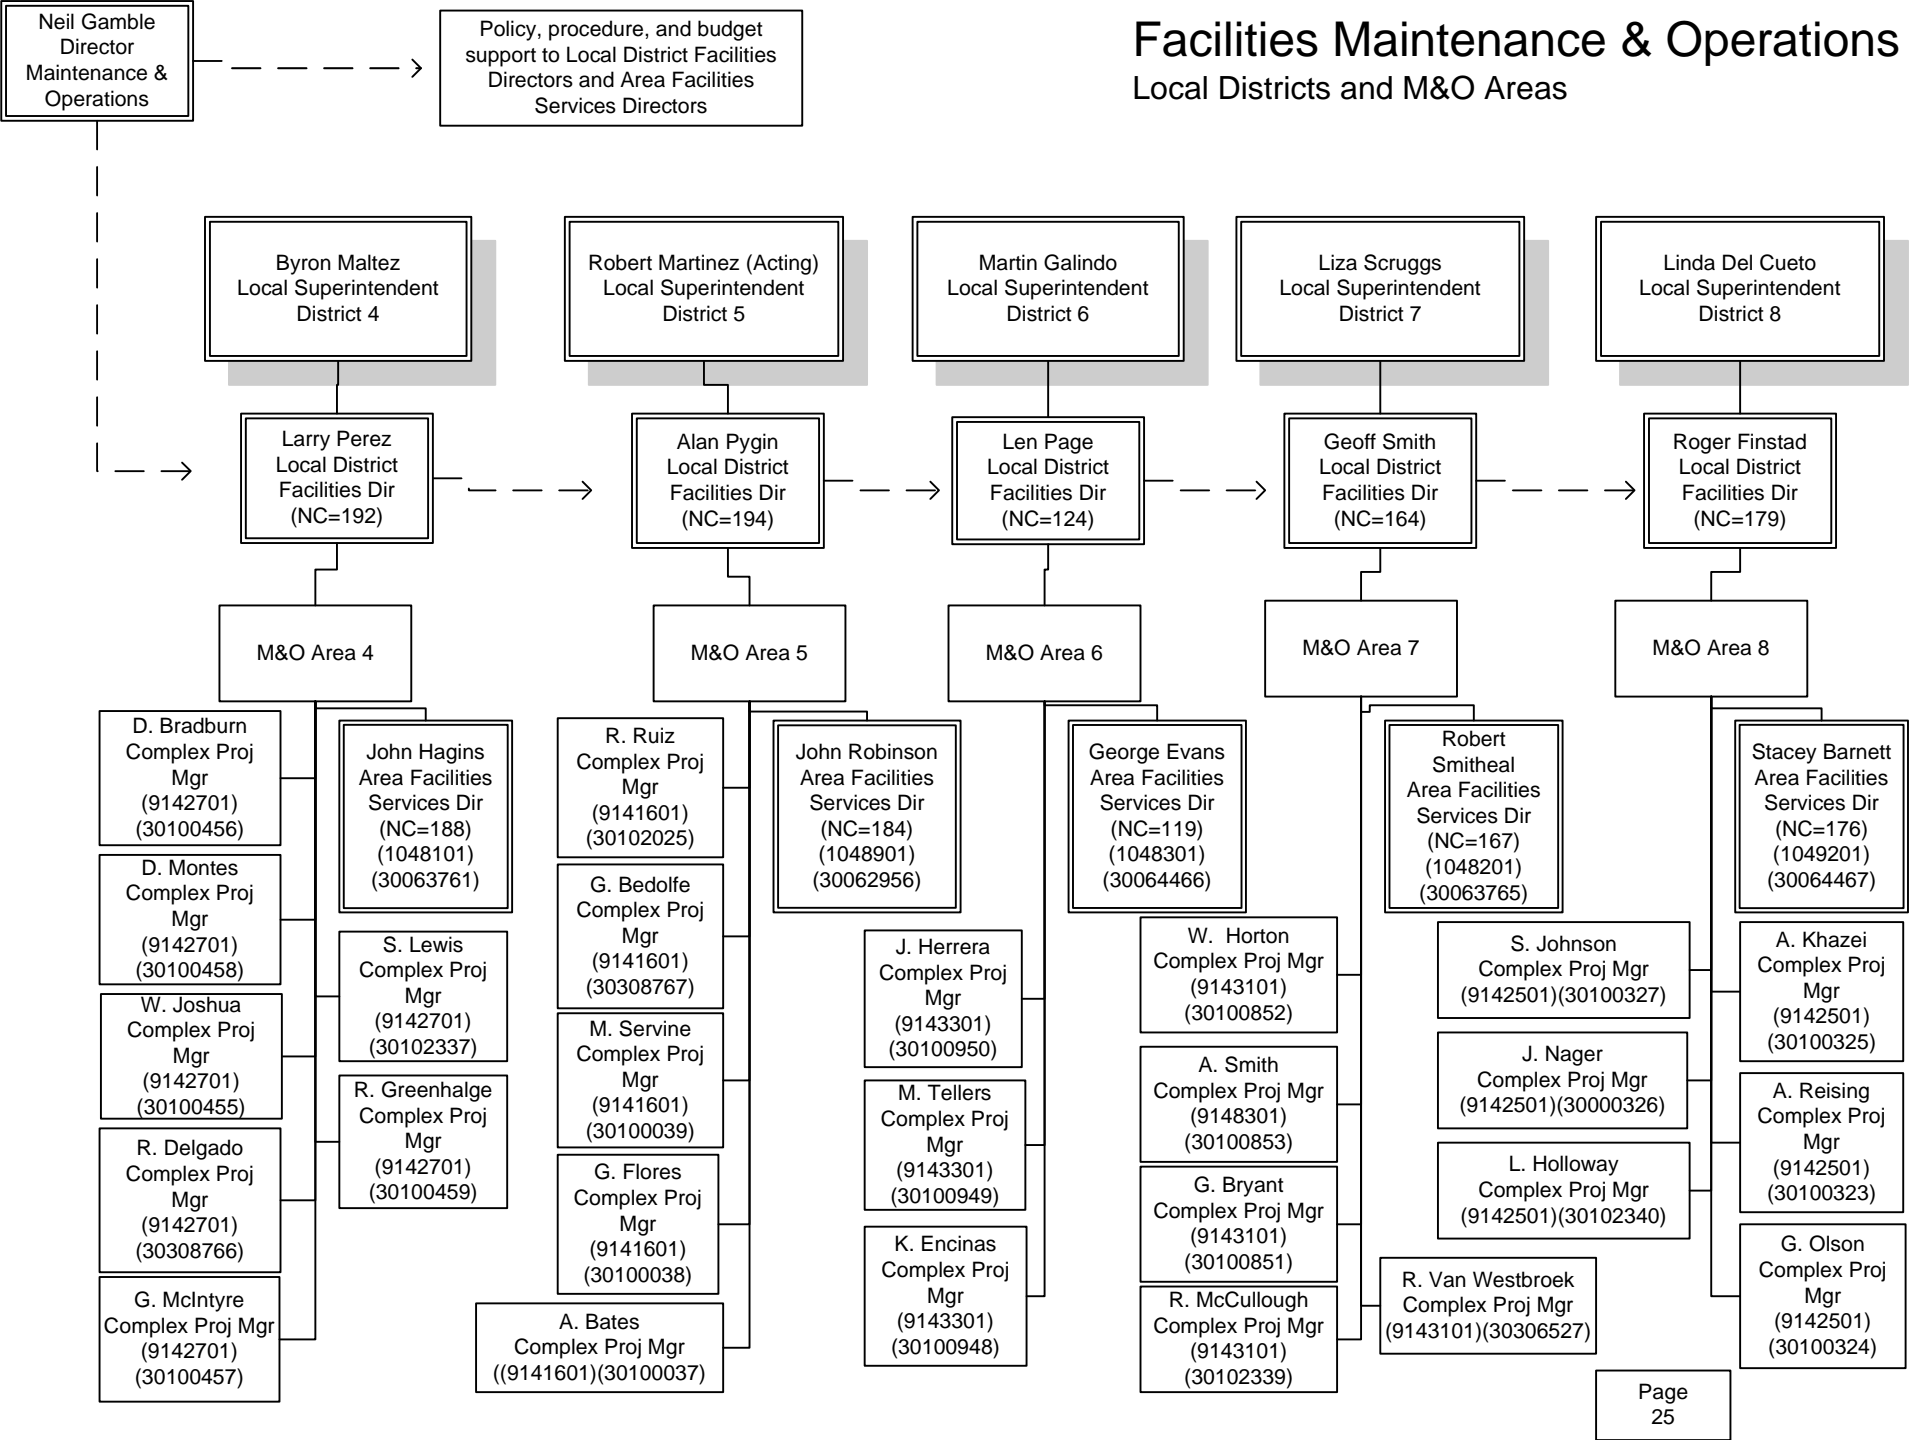 Neil Gamble
Director
Maintenance &
Operations
Policy, procedure, and budget
support to Local District Facilities
Directors and Area Facilities
Services Directors
Facilities Maintenance & Operations
Local Districts and M&O Areas
Byron Maltez
Local Superintendent
District 4
Robert Martinez (Acting)
Local Superintendent
District 5
Martin Galindo
Local Superintendent
District 6
Liza Scruggs
Local Superintendent
District 7
Linda Del Cueto
Local Superintendent
District 8
Larry Perez
Local District
Facilities Dir
(NC=192)
Alan Pygin
Local District
Facilities Dir
(NC=194)
Len Page
Local District
Facilities Dir
(NC=124)
Geoff Smith
Local District
Facilities Dir
(NC=164)
Roger Finstad
Local District
Facilities Dir
(NC=179)
M&O Area 4
M&O Area 5
M&O Area 6
M&O Area 7
M&O Area 8
D. Bradburn
Complex Proj
Mgr
(9142701)
(30100456)
D. Montes
Complex Proj
Mgr
(9142701)
(30100458)
W. Joshua
Complex Proj
Mgr
(9142701)
(30100455)
R. Delgado
Complex Proj
Mgr
(9142701)
(30308766)
G. McIntyre
Complex Proj Mgr
(9142701)
(30100457)
John Hagins
Area Facilities
Services Dir
(NC=188)
(1048101)
(30063761)
S. Lewis
Complex Proj
Mgr
(9142701)
(30102337)
R. Greenhalge
Complex Proj
Mgr
(9142701)
(30100459)
R. Ruiz
Complex Proj
Mgr
(9141601)
(30102025)
G. Bedolfe
Complex Proj
Mgr
(9141601)
(30308767)
M. Servine
Complex Proj
Mgr
(9141601)
(30100039)
G. Flores
Complex Proj
Mgr
(9141601)
(30100038)
A. Bates
Complex Proj Mgr
((9141601)(30100037)
John Robinson
Area Facilities
Services Dir
(NC=184)
(1048901)
(30062956)
J. Herrera
Complex Proj
Mgr
(9143301)
(30100950)
M. Tellers
Complex Proj
Mgr
(9143301)
(30100949)
K. Encinas
Complex Proj
Mgr
(9143301)
(30100948)
George Evans
Area Facilities
Services Dir
(NC=119)
(1048301)
(30064466)
W. Horton
Complex Proj Mgr
(9143101)
(30100852)
A. Smith
Complex Proj Mgr
(9148301)
(30100853)
G. Bryant
Complex Proj Mgr
(9143101)
(30100851)
R. McCullough
Complex Proj Mgr
(9143101)
(30102339)
Robert
Smitheal
Area Facilities
Services Dir
(NC=167)
(1048201)
(30063765)
R. Van Westbroek
Complex Proj Mgr
(9143101)(30306527)
S. Johnson
Complex Proj Mgr
(9142501)(30100327)
J. Nager
Complex Proj Mgr
(9142501)(30000326)
L. Holloway
Complex Proj Mgr
(9142501)(30102340)
Stacey Barnett
Area Facilities
Services Dir
(NC=176)
(1049201)
(30064467)
A. Khazei
Complex Proj
Mgr
(9142501)
(30100325)
A. Reising
Complex Proj
Mgr
(9142501)
(30100323)
G. Olson
Complex Proj
Mgr
(9142501)
(30100324)
Page
25